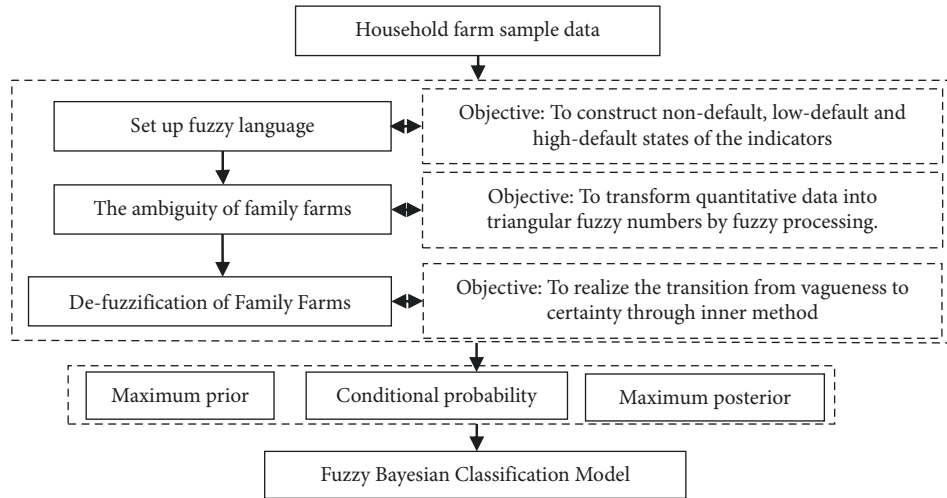 Household farm sample data
Set up fuzzy language
Objective: To construct non-default, low-default and
high-default states of the indicators
The ambiguity of family farms
Objective: To transform quantitative data into
triangular fuzzy numbers by fuzzy processing.
De-fuzzification of Family Farms
Objective: To realize the transition from vagueness to
certainty through inner method
Maximum prior
Conditional probability
Maximum posterior
Fuzzy Bayesian Classification Model